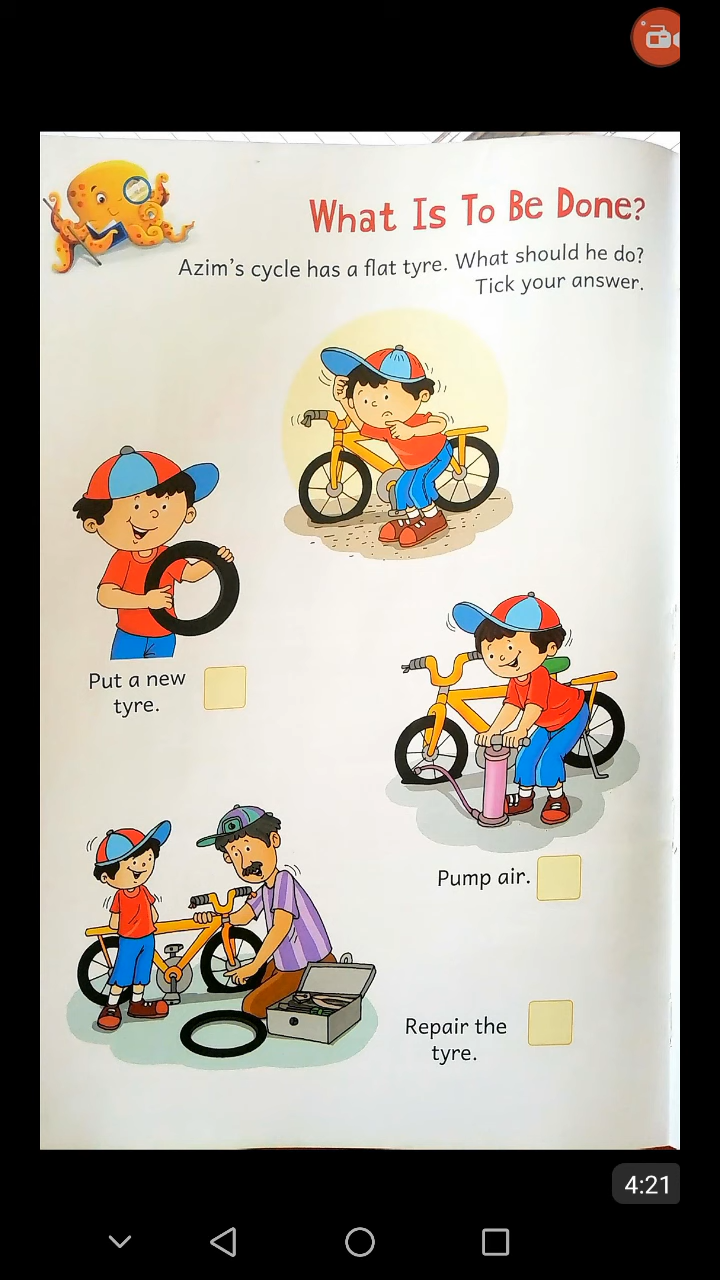 What Is To Be Done?
Azim's cycle has a flat tyre. What should he do?
Tick your answer.
Put a new
tyre.
Pump air.
Repair the
tyre.
4:21